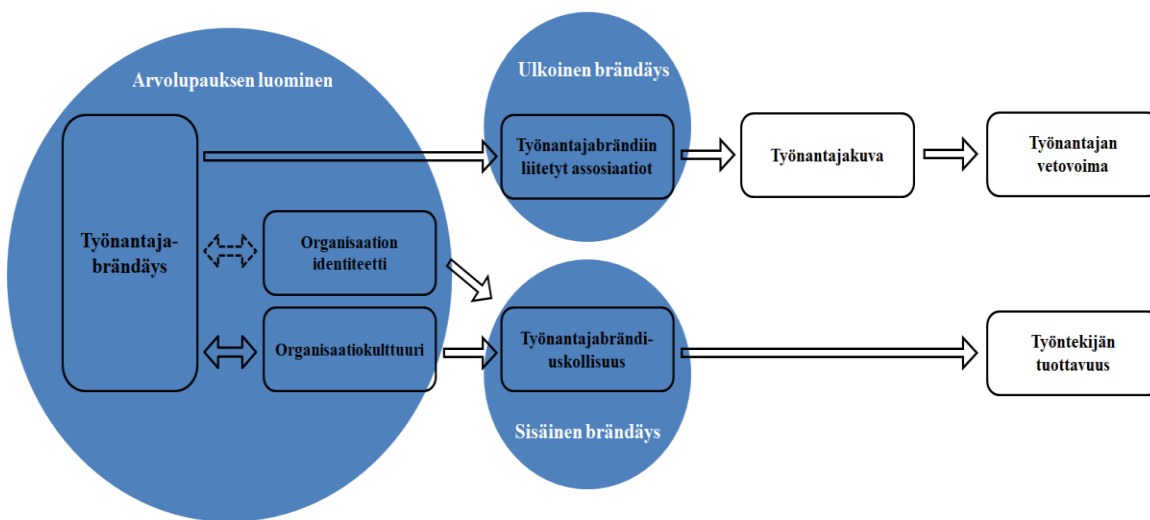 Arvolupauksen luominen
Työnantaja-
brändäys
Organisaation
identiteetti
Organisaatiokulttuuri
Ulkoinen brändäys
Työnantajabrändiin
liitetyt assosiaatiot
Työnantajakuva
Työnantajan
vetovoima
Työnantajabrändi-
uskollisuus
Sisäinen brändäys
Työntekijän
tuottavuus